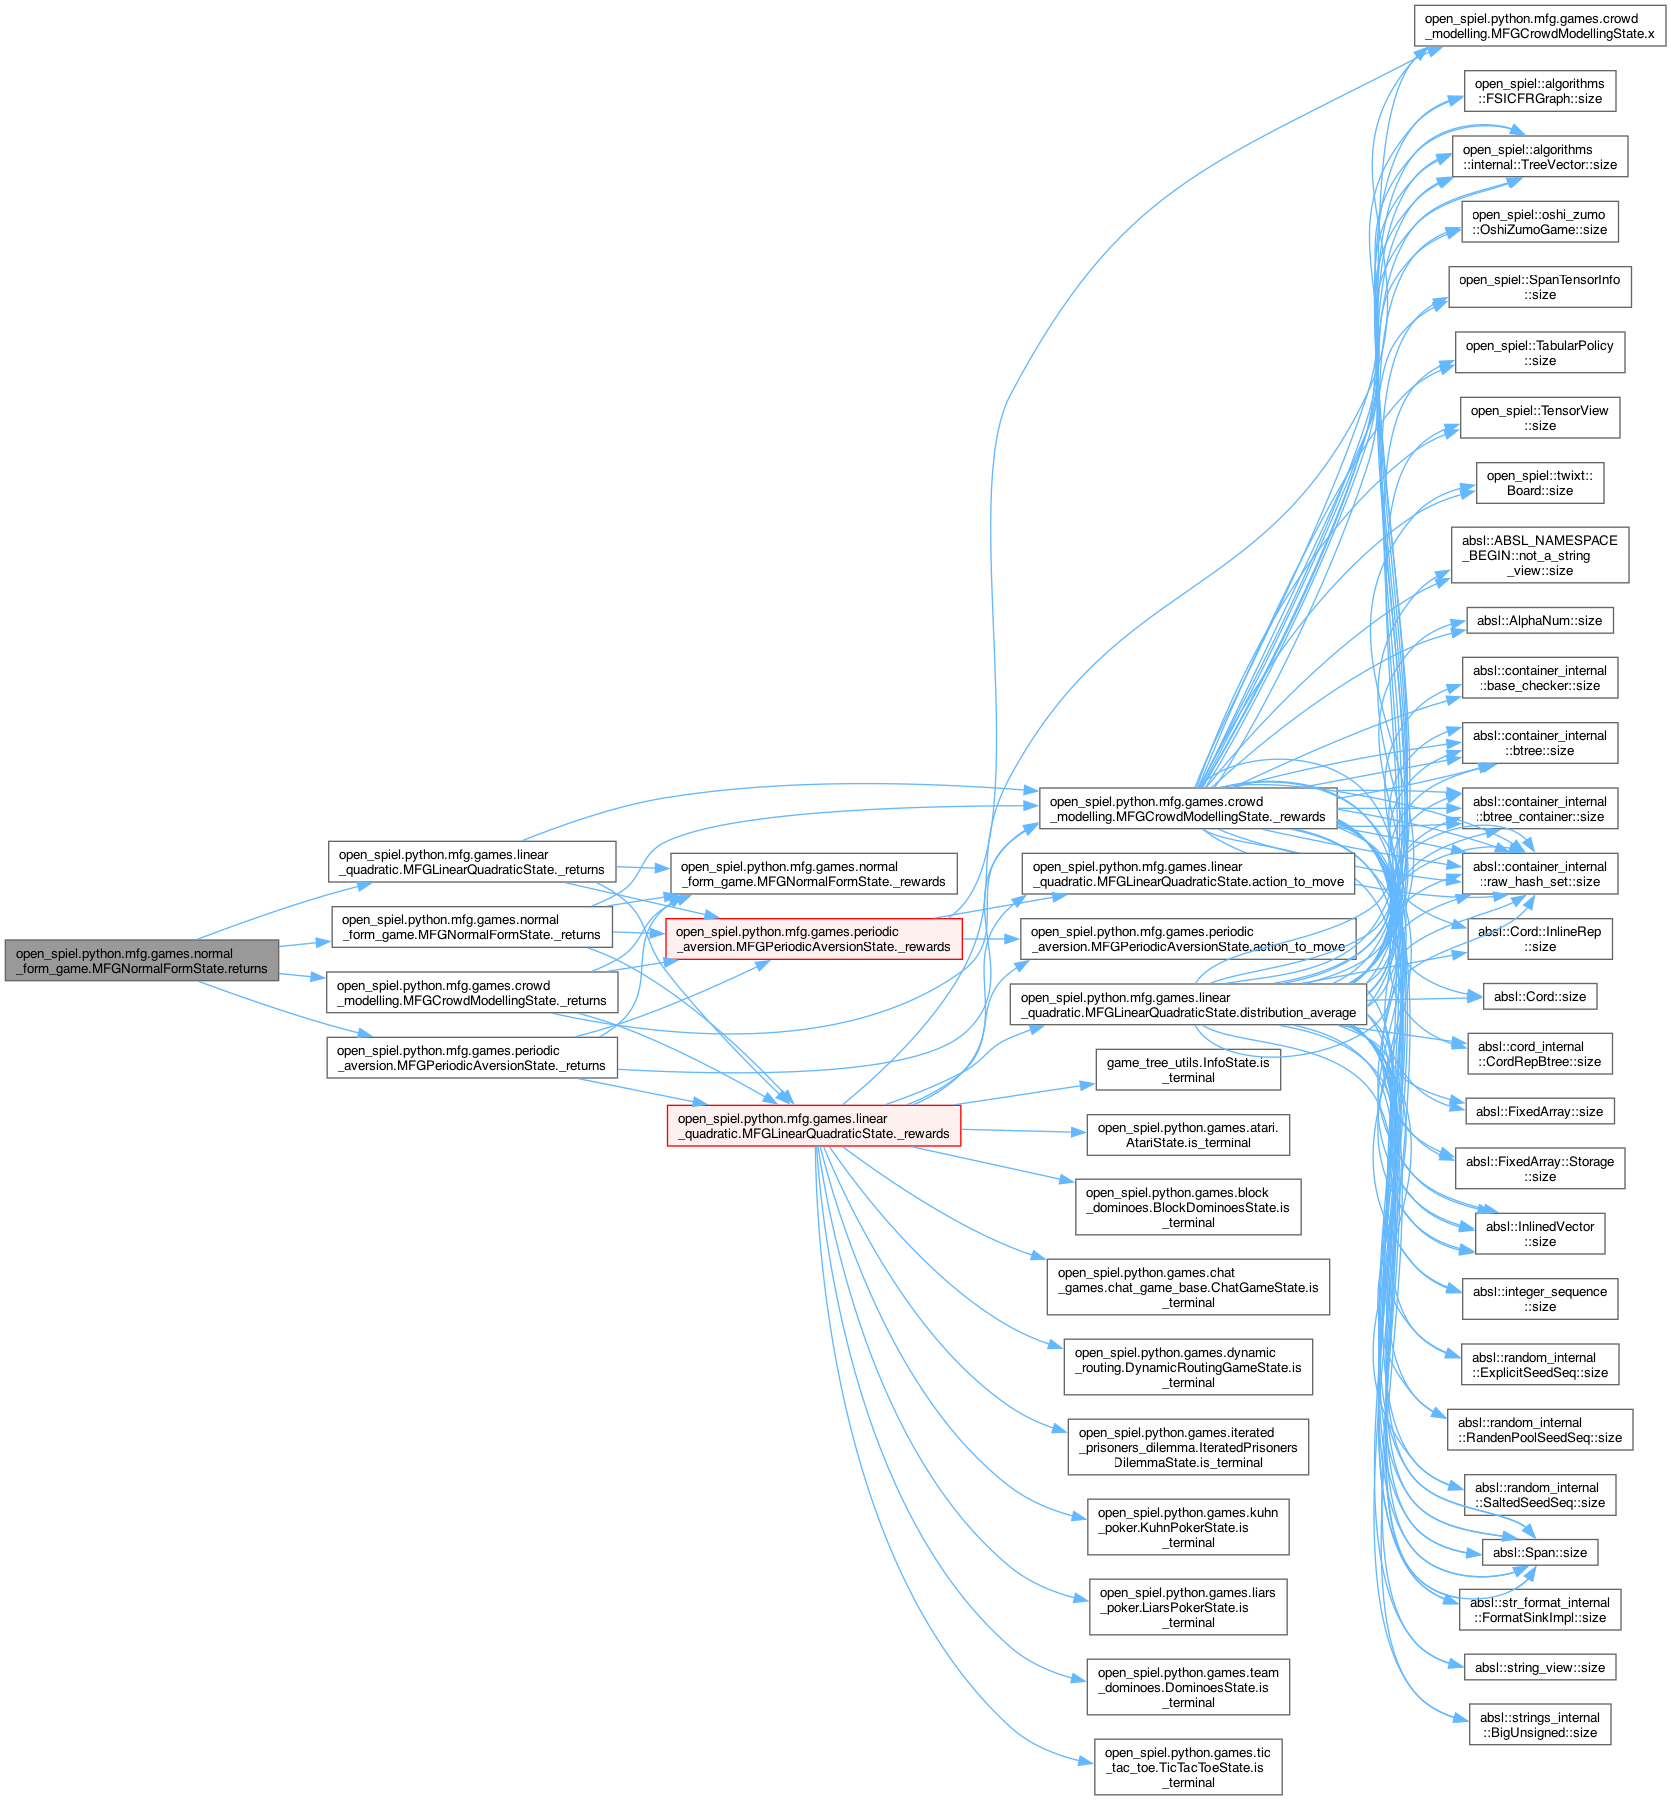 open_spiel.python.mfg.games.normal
_form_game.MFGNormalFormState.returns
open_spiel.python.mfg.games.linear
_quadratic.MFGLinearQuadraticState._returns
open_spiel.python.mfg.games.normal
_form_game.MFGNormalFormState._returns
open_spiel.python.mfg.games.crowd
_modelling.MFGCrowdModellingState._returns
open_spiel.python.mfg.games.periodic
_aversion.MFGPeriodicAversionState._returns
open_spiel.python.mfg.games.normal
_form_game.MFGNormalFormState._rewards
open_spiel.python.mfg.games.periodic
_aversion.MFGPeriodicAversionState._rewards
open_spiel.python.mfg.games.linear
_quadratic.MFGLinearQuadraticState._rewards
open_spiel.python.mfg.games.crowd
_modelling.MFGCrowdModellingState._rewards
open_spiel.python.mfg.games.linear
_quadratic.MFGLinearQuadraticState.action_to_move
open_spiel.python.mfg.games.periodic
_aversion.MFGPeriodicAversionState.action_to_move
open_spiel.python.mfg.games.linear
_quadratic.MFGLinearQuadraticState.distribution_average
game_tree_utils.InfoState.is
_terminal
open_spiel.python.games.atari.
AtariState.is_terminal
open_spiel.python.games.block
_dominoes.BlockDominoesState.is
_terminal
open_spiel.python.games.chat
_games.chat_game_base.ChatGameState.is
_terminal
open_spiel.python.games.dynamic
_routing.DynamicRoutingGameState.is
_terminal
open_spiel.python.games.iterated
_prisoners_dilemma.IteratedPrisoners
DilemmaState.is_terminal
open_spiel.python.games.kuhn
_poker.KuhnPokerState.is
_terminal
open_spiel.python.games.liars
_poker.LiarsPokerState.is
_terminal
open_spiel.python.games.team
_dominoes.DominoesState.is
_terminal
open_spiel.python.games.tic
_tac_toe.TicTacToeState.is
_terminal
open_spiel.python.mfg.games.crowd
_modelling.MFGCrowdModellingState.x
open_spiel::algorithms
::FSICFRGraph::size
open_spiel::algorithms
::internal::TreeVector::size
open_spiel::oshi_zumo
::OshiZumoGame::size
open_spiel::SpanTensorInfo
::size
open_spiel::TabularPolicy
::size
open_spiel::TensorView
::size
open_spiel::twixt::
Board::size
absl::ABSL_NAMESPACE
_BEGIN::not_a_string
_view::size
absl::AlphaNum::size
absl::container_internal
::base_checker::size
absl::container_internal
::btree::size
absl::container_internal
::btree_container::size
absl::container_internal
::raw_hash_set::size
absl::Cord::InlineRep
::size
absl::Cord::size
absl::cord_internal
::CordRepBtree::size
absl::FixedArray::size
absl::FixedArray::Storage
::size
absl::InlinedVector
::size
absl::integer_sequence
::size
absl::random_internal
::ExplicitSeedSeq::size
absl::random_internal
::RandenPoolSeedSeq::size
absl::random_internal
::SaltedSeedSeq::size
absl::Span::size
absl::str_format_internal
::FormatSinkImpl::size
absl::string_view::size
absl::strings_internal
::BigUnsigned::size